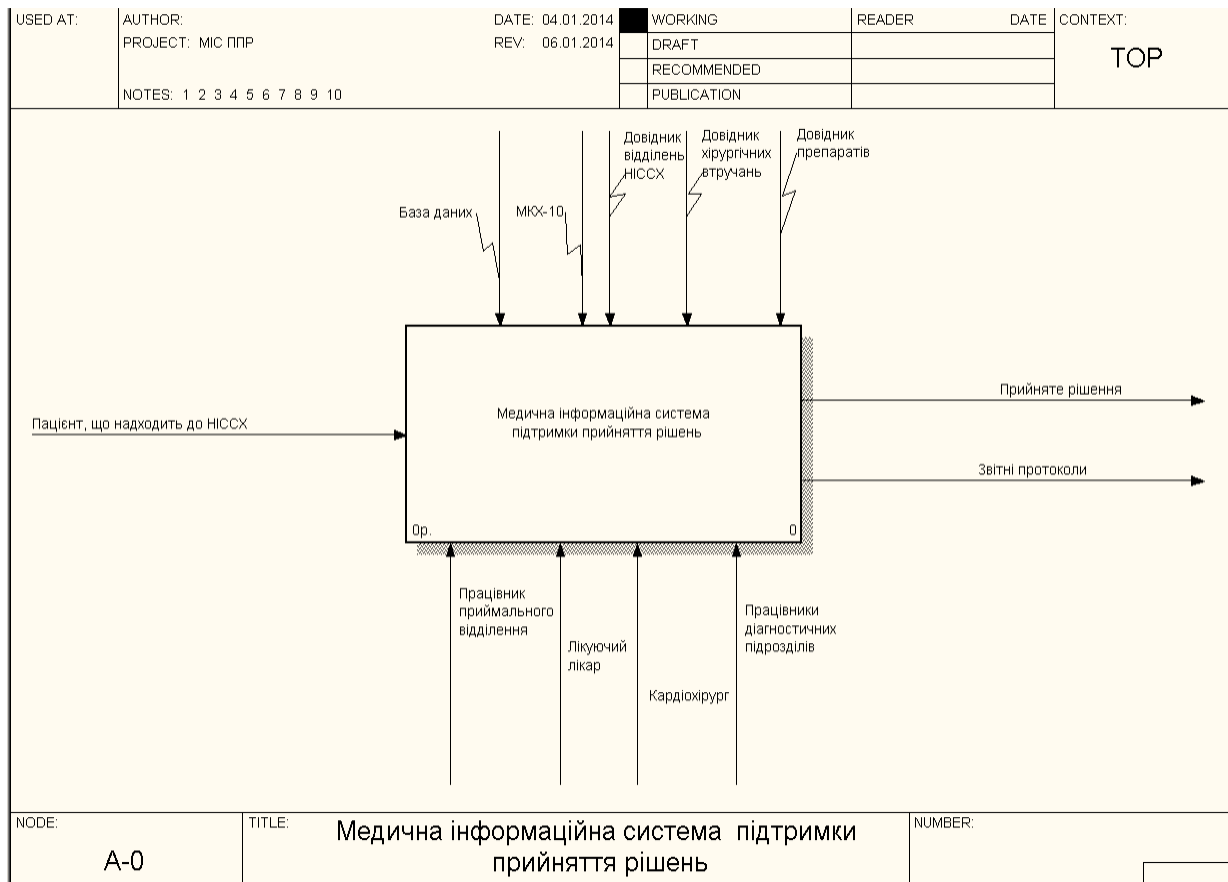 USED AT:
AUTHOR:
DATE: 04.01.2014
WORKING
READER
DATE
CONTEXT:
PROJECT: МІС ППР
REV: 06.01.2014
DRAFT
TOP
RECOMMENDED
NOTES: 1 2 3 4 5 6 7 8 9 10
PUBLICATION
База даних
МКХ-10
Довідник
відділень
НІССХ
Довідник
хірургічних
втручань
Довідник
препаратів
Пацієнт, що надходить до НІССХ
Медична інформаційна система
підтримки прийняття рішень
0р.
0
Прийняте рішення
Звітні протоколи
Працівник
приймального
відділення
Лікуючий
лікар
Кардіохірург
Працівники
діагностичних
підрозділів
NODE:
A-0
TITLE:
Медична інформаційна система підтримки
прийняття рішень
NUMBER: